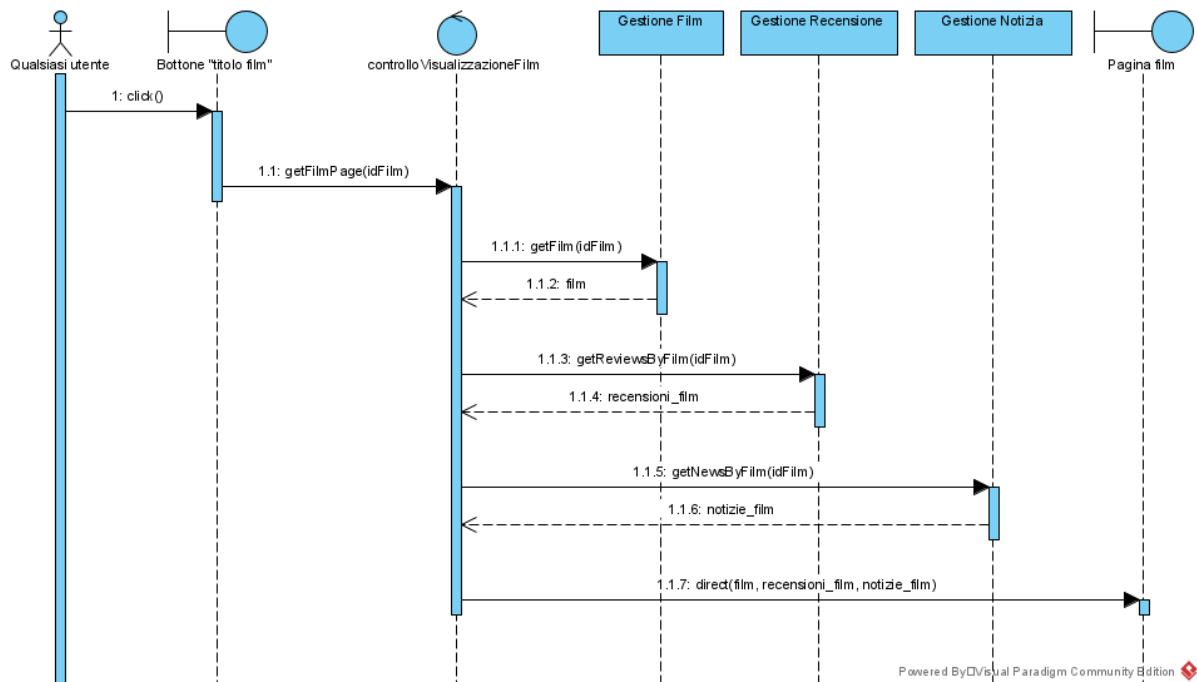 Gestione Film
Gestione Recensione
Gestione Notizia
Qualsiasi utente
Bottone "titolo film"
controlloVisualizzazioneFilm
Pagina film
1: click()
1.1: getFilmPage(idFilm)
1.1.1: getFilm(idFilm)
1.1.2: film
1.1.3: getReviewsByFilm(idFilm)
1.1.4: recensioni_film
1.1.5: getNewsByFilm(idFilm)
1.1.6: notizie_film
1.1.7: direct(film, recensioni_film, notizie_film)
Powered By□Visual Paradigm Community Edition